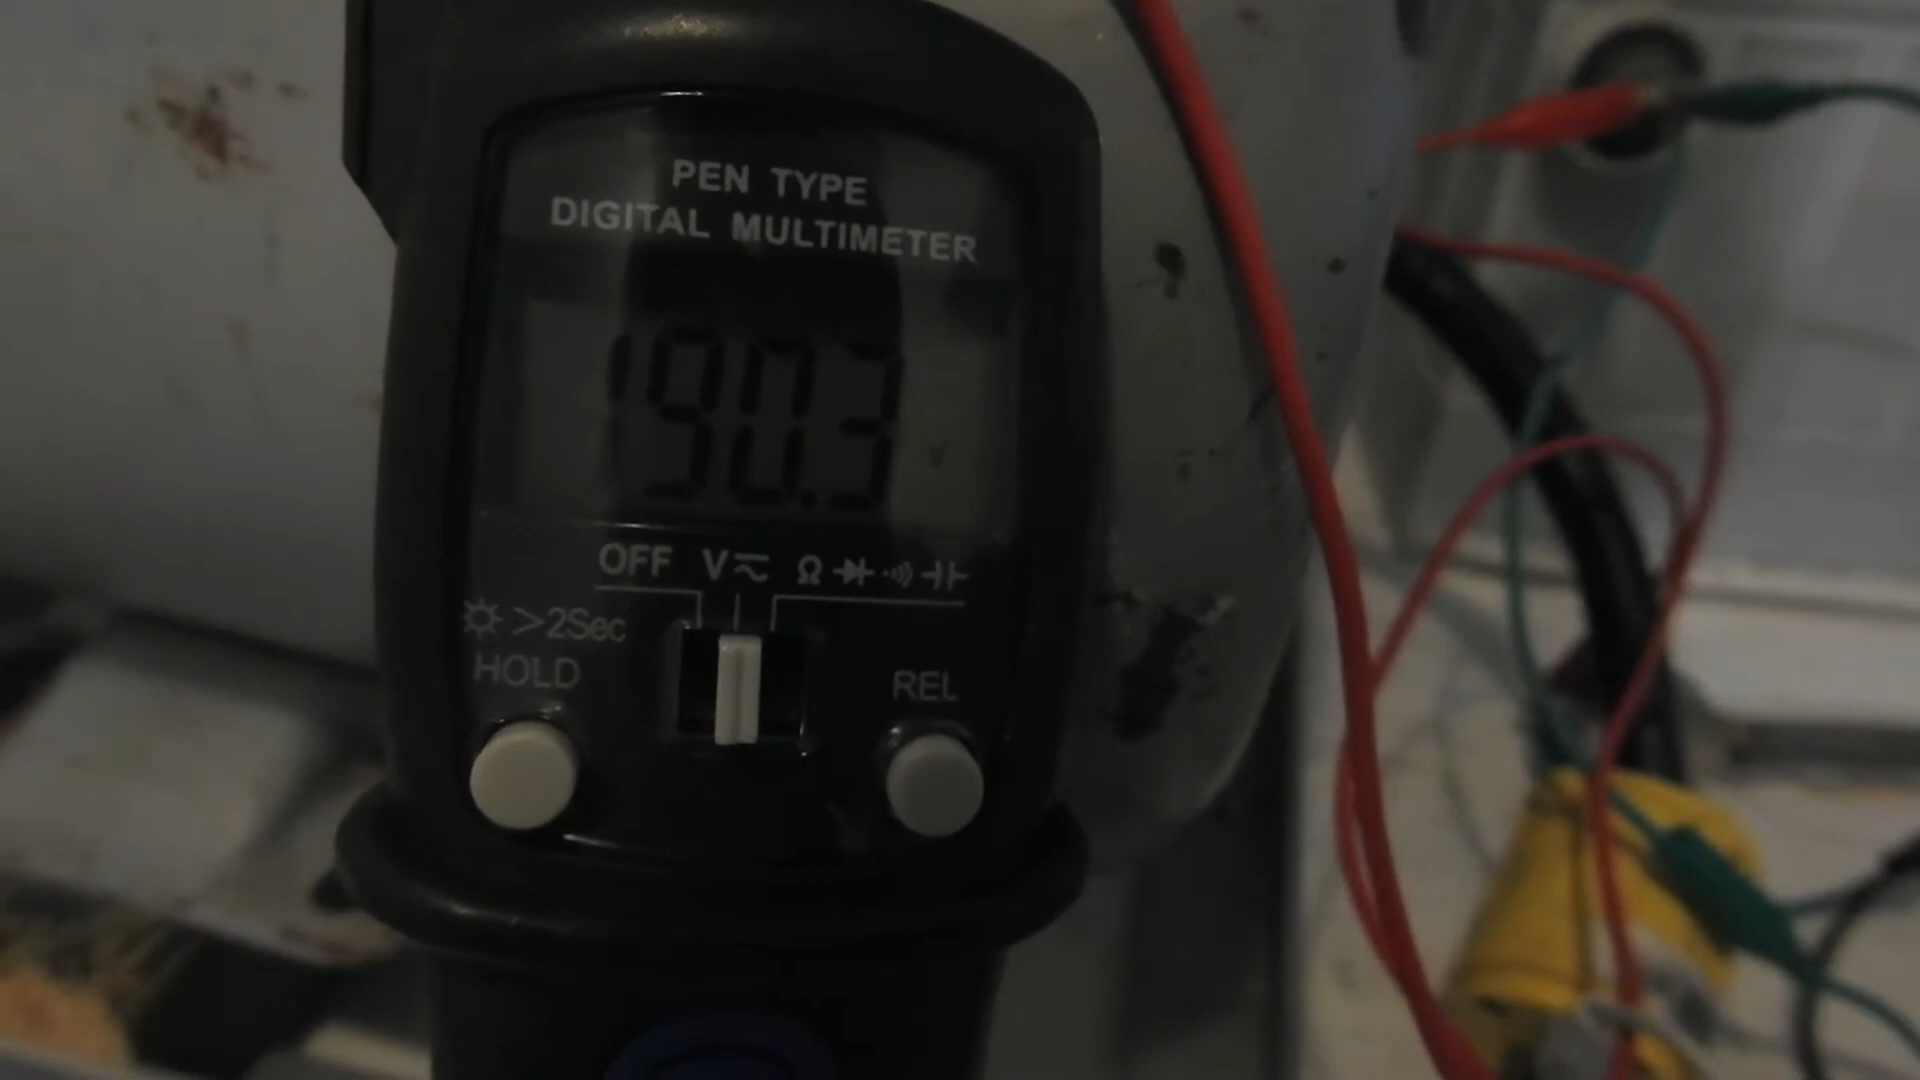 PEN TYPE
DIGITAL MULTIMETER
190.3 V
OFF V Ω
>2Sec
HOLD
REL